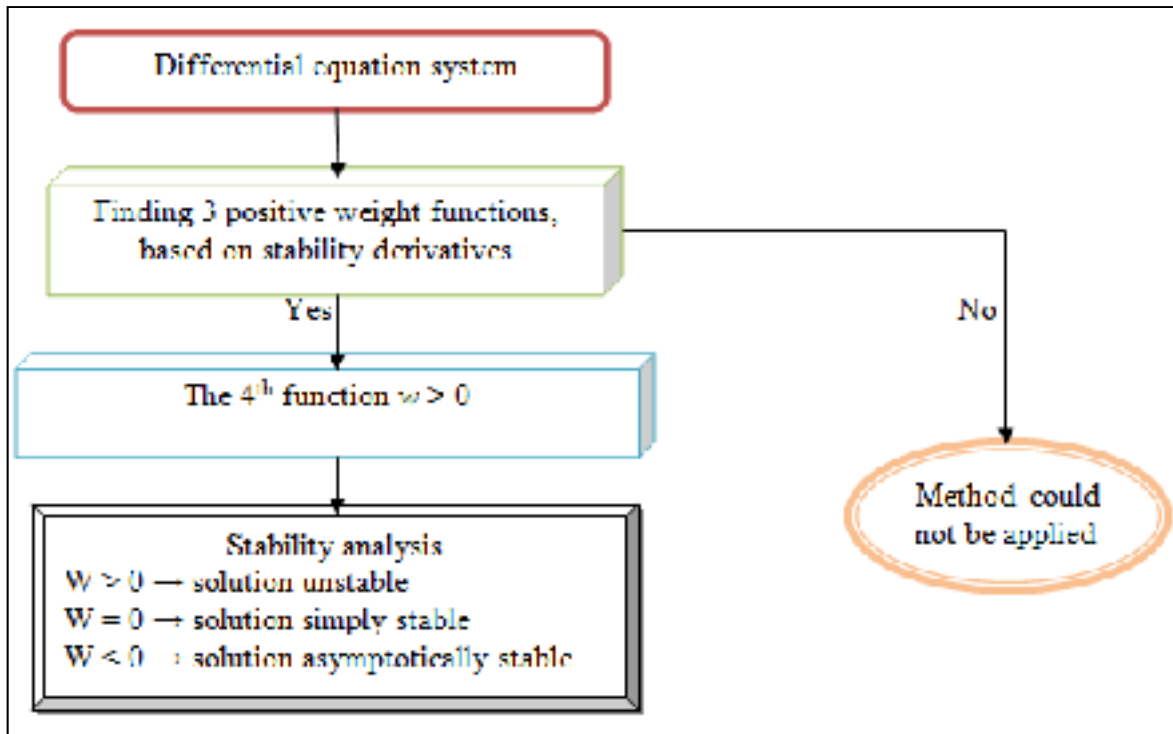 Differential equation system
Finding 3 positive weight functions,
based on stability derivatives
Yes
No
The 4th function w > 0
Method could
not be applied
Stability analysis
W > 0 → solution unstable
W = 0 → solution simply stable
W < 0 → solution asymptotically stable